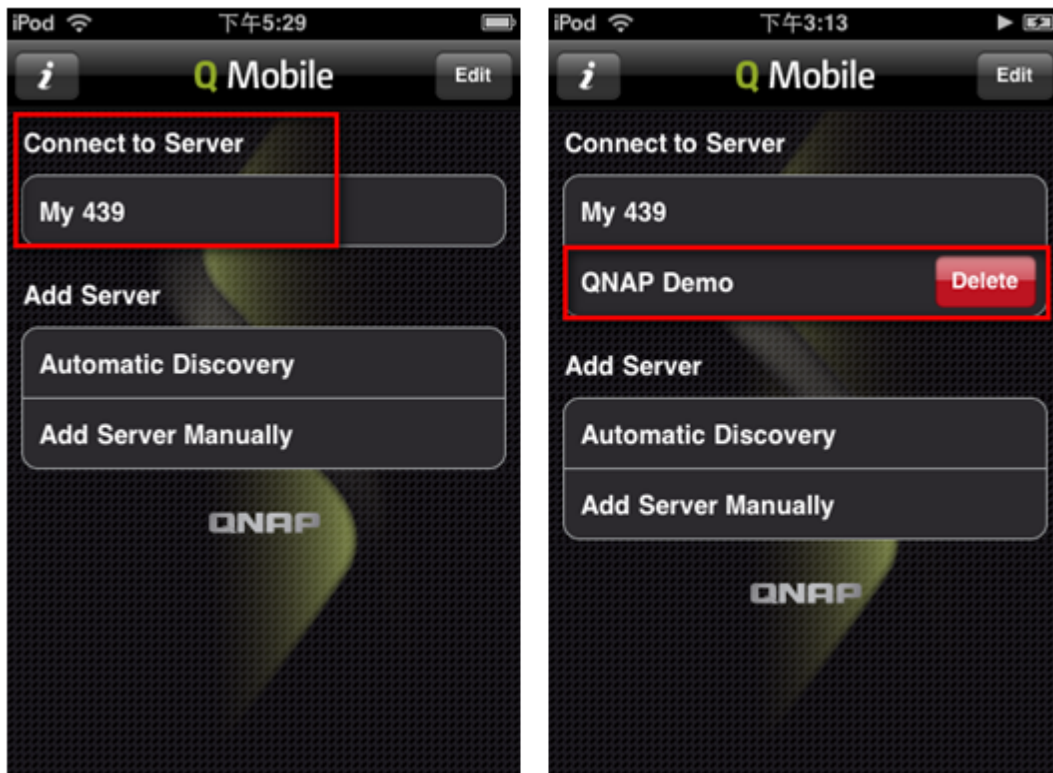 iPod 下午5:29
i Q Mobile Edit
Connect to Server
My 439
Add Server
Automatic Discovery
Add Server Manually
QNAP
iPod 下午3:13
i Q Mobile Edit
Connect to Server
My 439
QNAP Demo Delete
Add Server
Automatic Discovery
Add Server Manually
QNAP